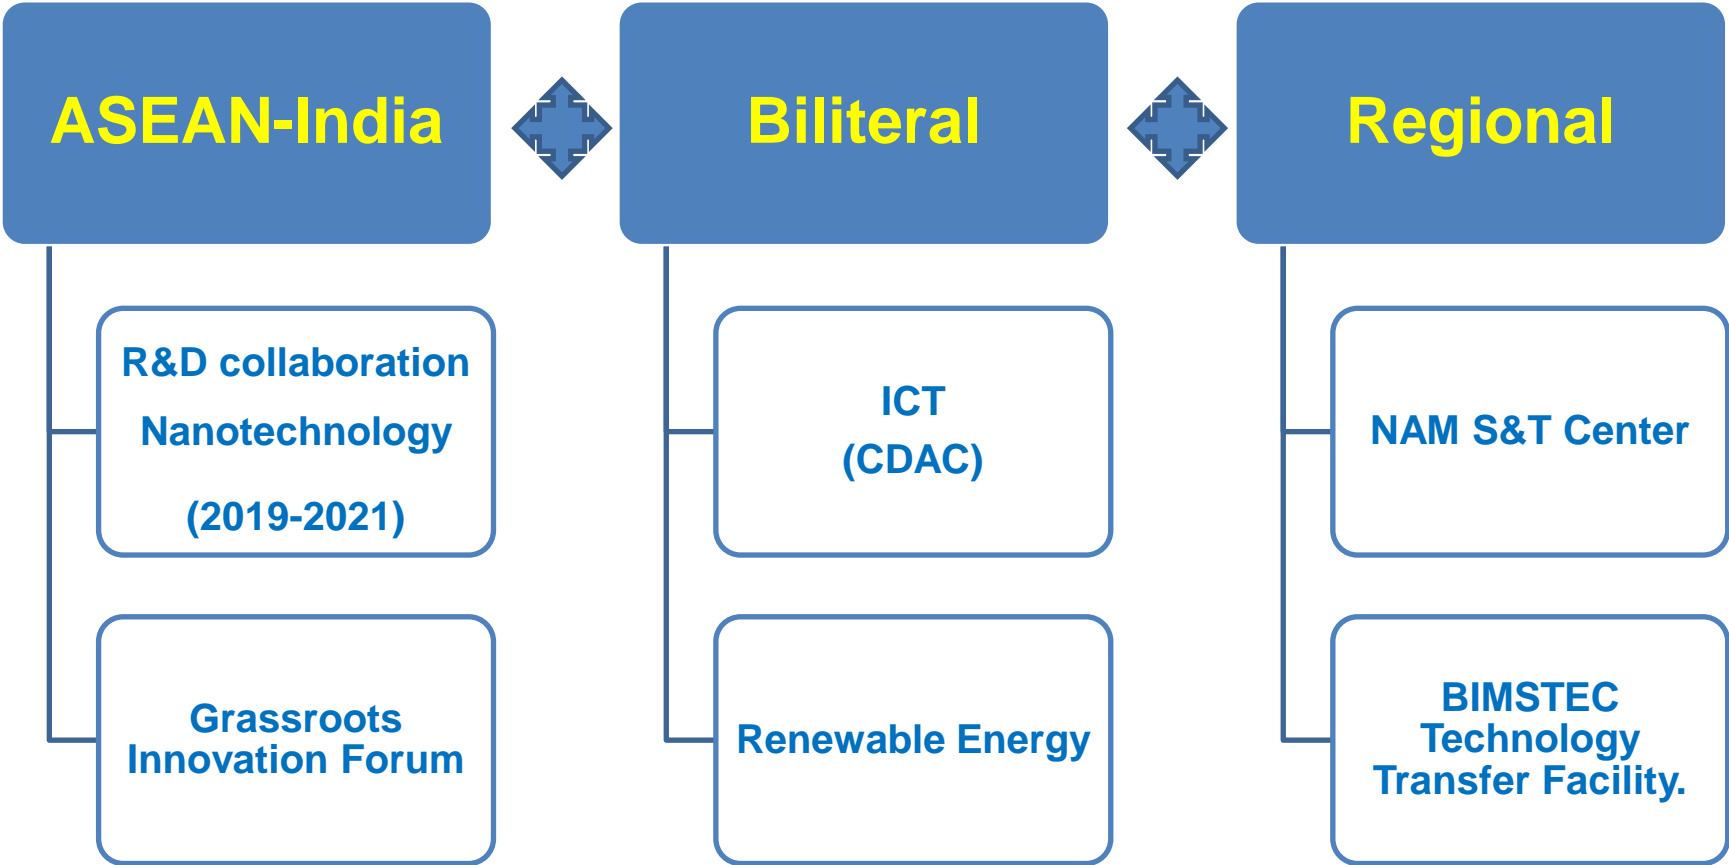 ASEAN-India
R&D collaboration
Nanotechnology
(2019-2021)
Grassroots
Innovation Forum
Biliteral
ICT
(CDAC)
Renewable Energy
Regional
NAM S&T Center
BIMSTEC
Technology
Transfer Facility.